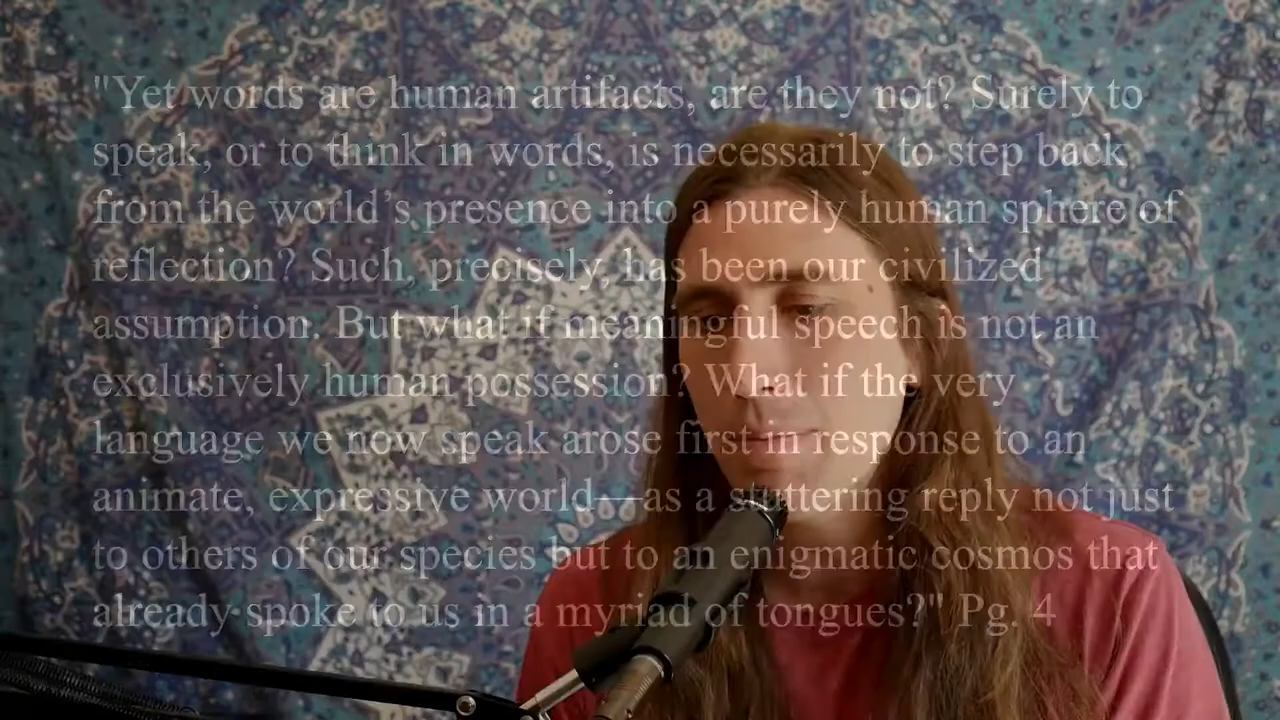 "Yet words are human artifacts, are they not? Surely to
speak, or to think in words, is necessarily to step back
from the world’s presence into a purely human sphere of
reflection? Such, precisely, has been our civilized
assumption. But what if meaningful speech is not an
exclusively human possession? What if the very
language we now speak arose first in response to an
animate, expressive world—as a stuttering reply not just
to others of our species but to an enigmatic cosmos that
already spoke to us in a myriad of tongues?" Pg. 4